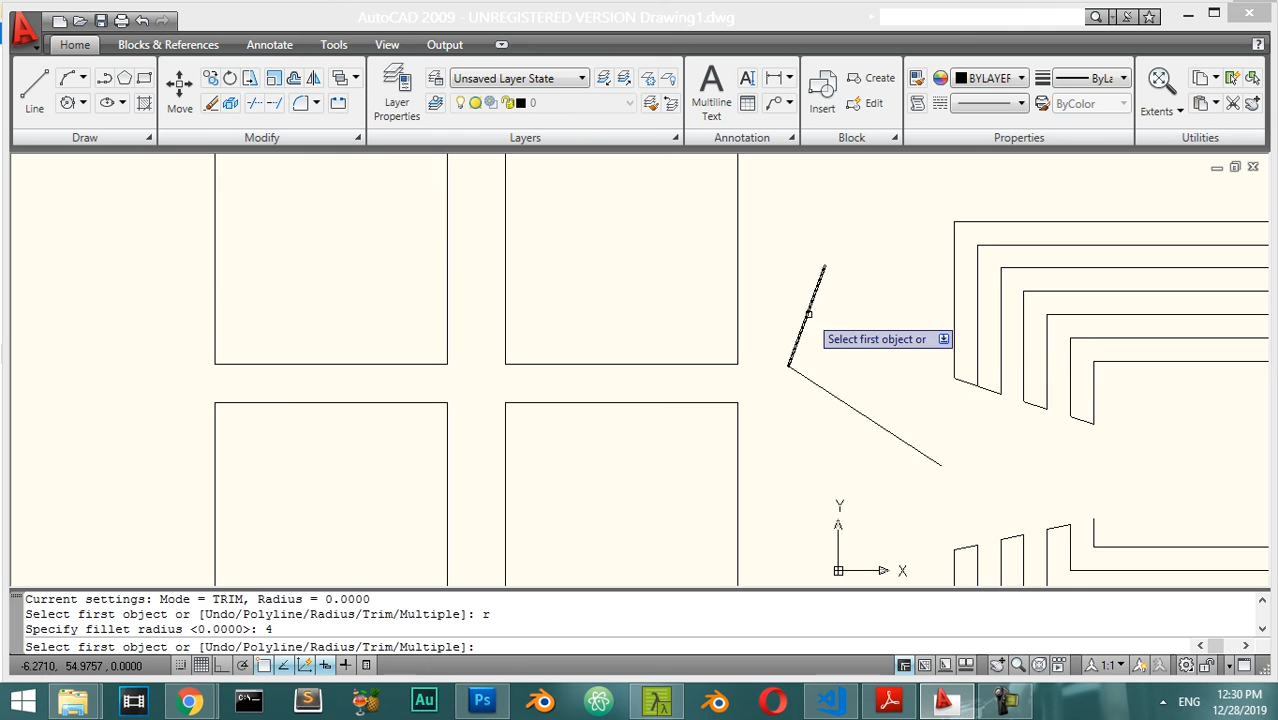 AutoCAD 2009 - UNREGISTERED VERSION Drawing1.dwg
Home Blocks & References Annotate Tools View Output
Line
Move
Layer Properties
Unsaved Layer State
0
Multiline Text
Insert
Create
Edit
BYLAYER
ByLa
ByColor
Extents
Draw Modify Layers Annotation Block Properties Utilities
Select first object or
Y
X
Current settings: Mode = TRIM, Radius = 0.0000
Select first object or [Undo/Polyline/Radius/Trim/Multiple]: r
Specify fillet radius <0.0000>: 4
Select first object or [Undo/Polyline/Radius/Trim/Multiple]:
-6.2710, 54.9757, 0.0000
1:1
Au
Ps
ENG
12:30 PM
12/28/2019